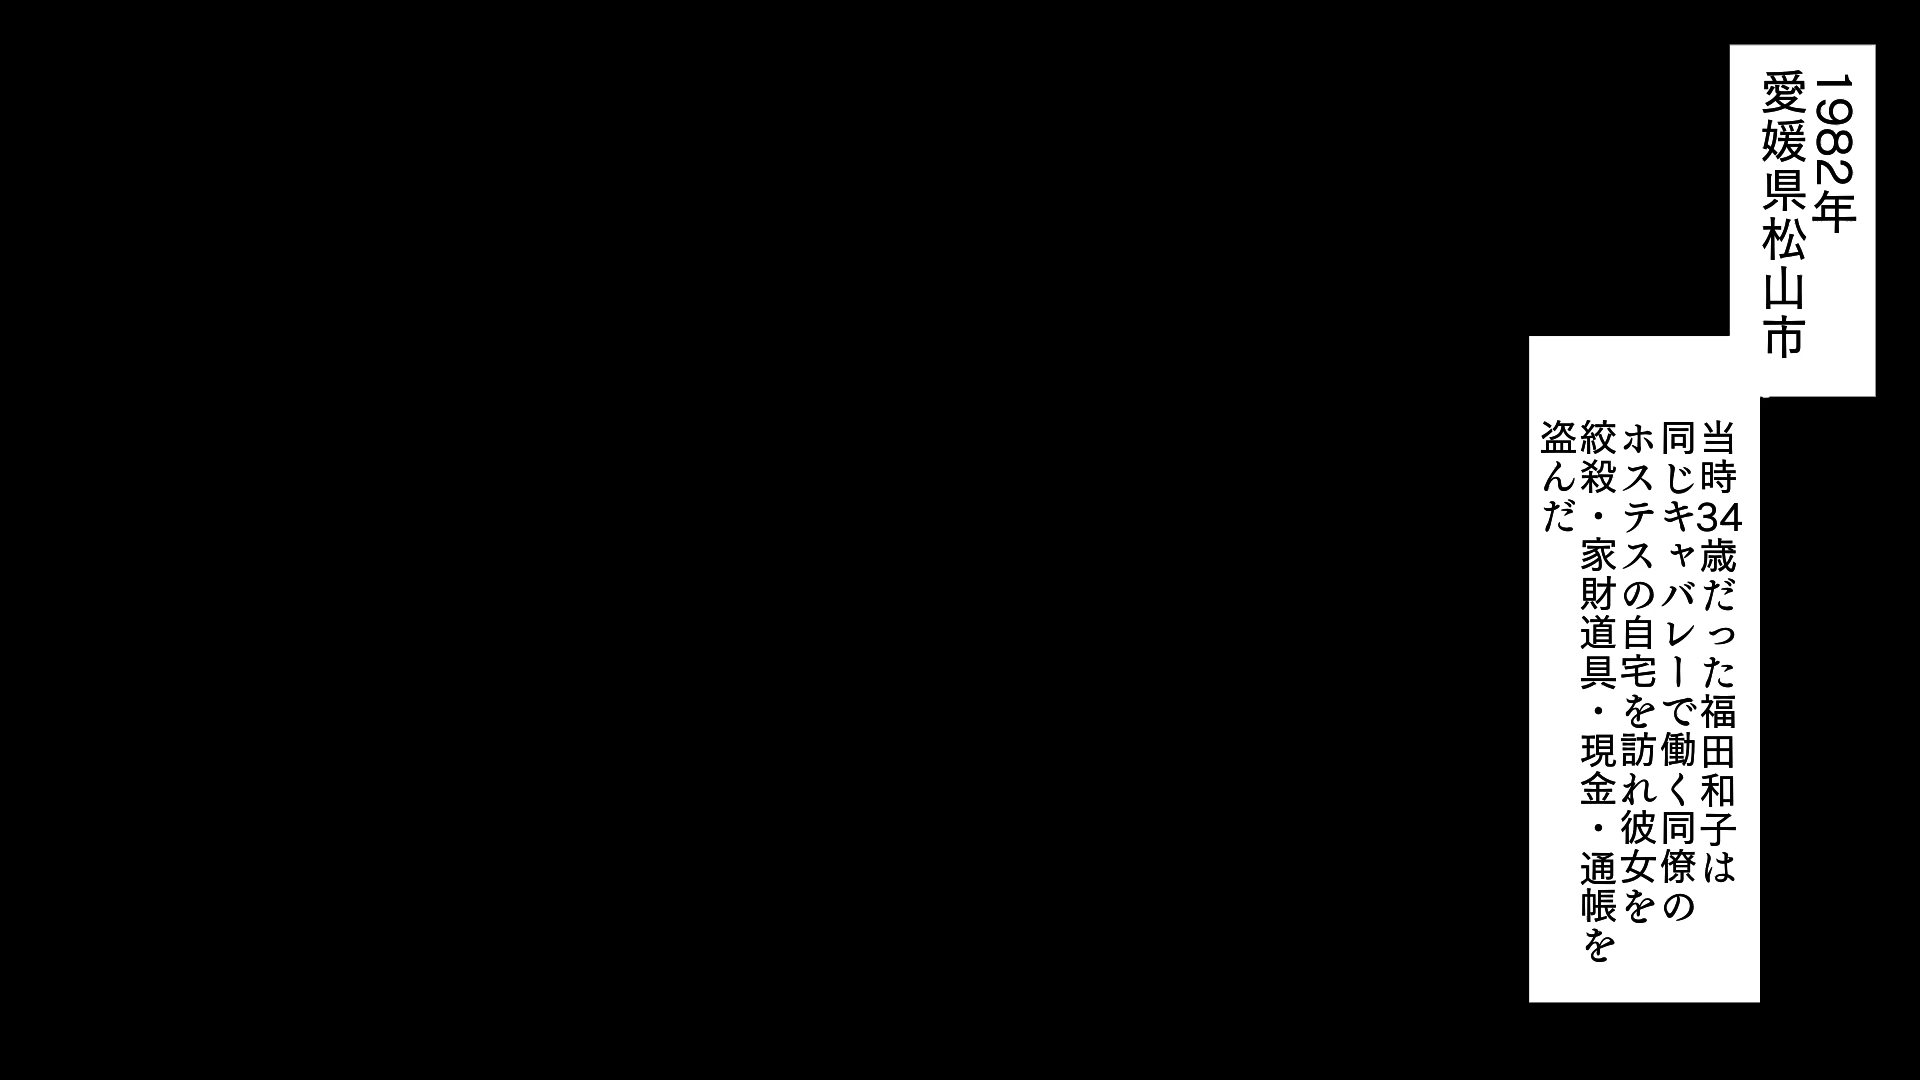 1982年
愛媛県松山市
当時34歳だった福田和子は
同じキャバレーで働く同僚の
ホステスの自宅を訪れ彼女を
絞殺・家財道具・現金・通帳を
盗んだ